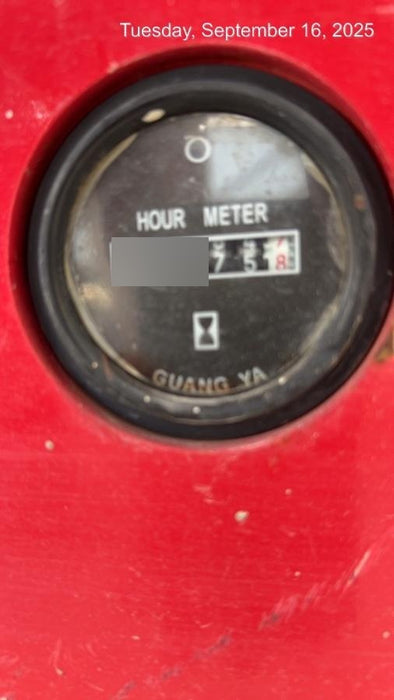 Tuesday, September 16, 2025
HOUR METER
7 5 8
GUANG YA